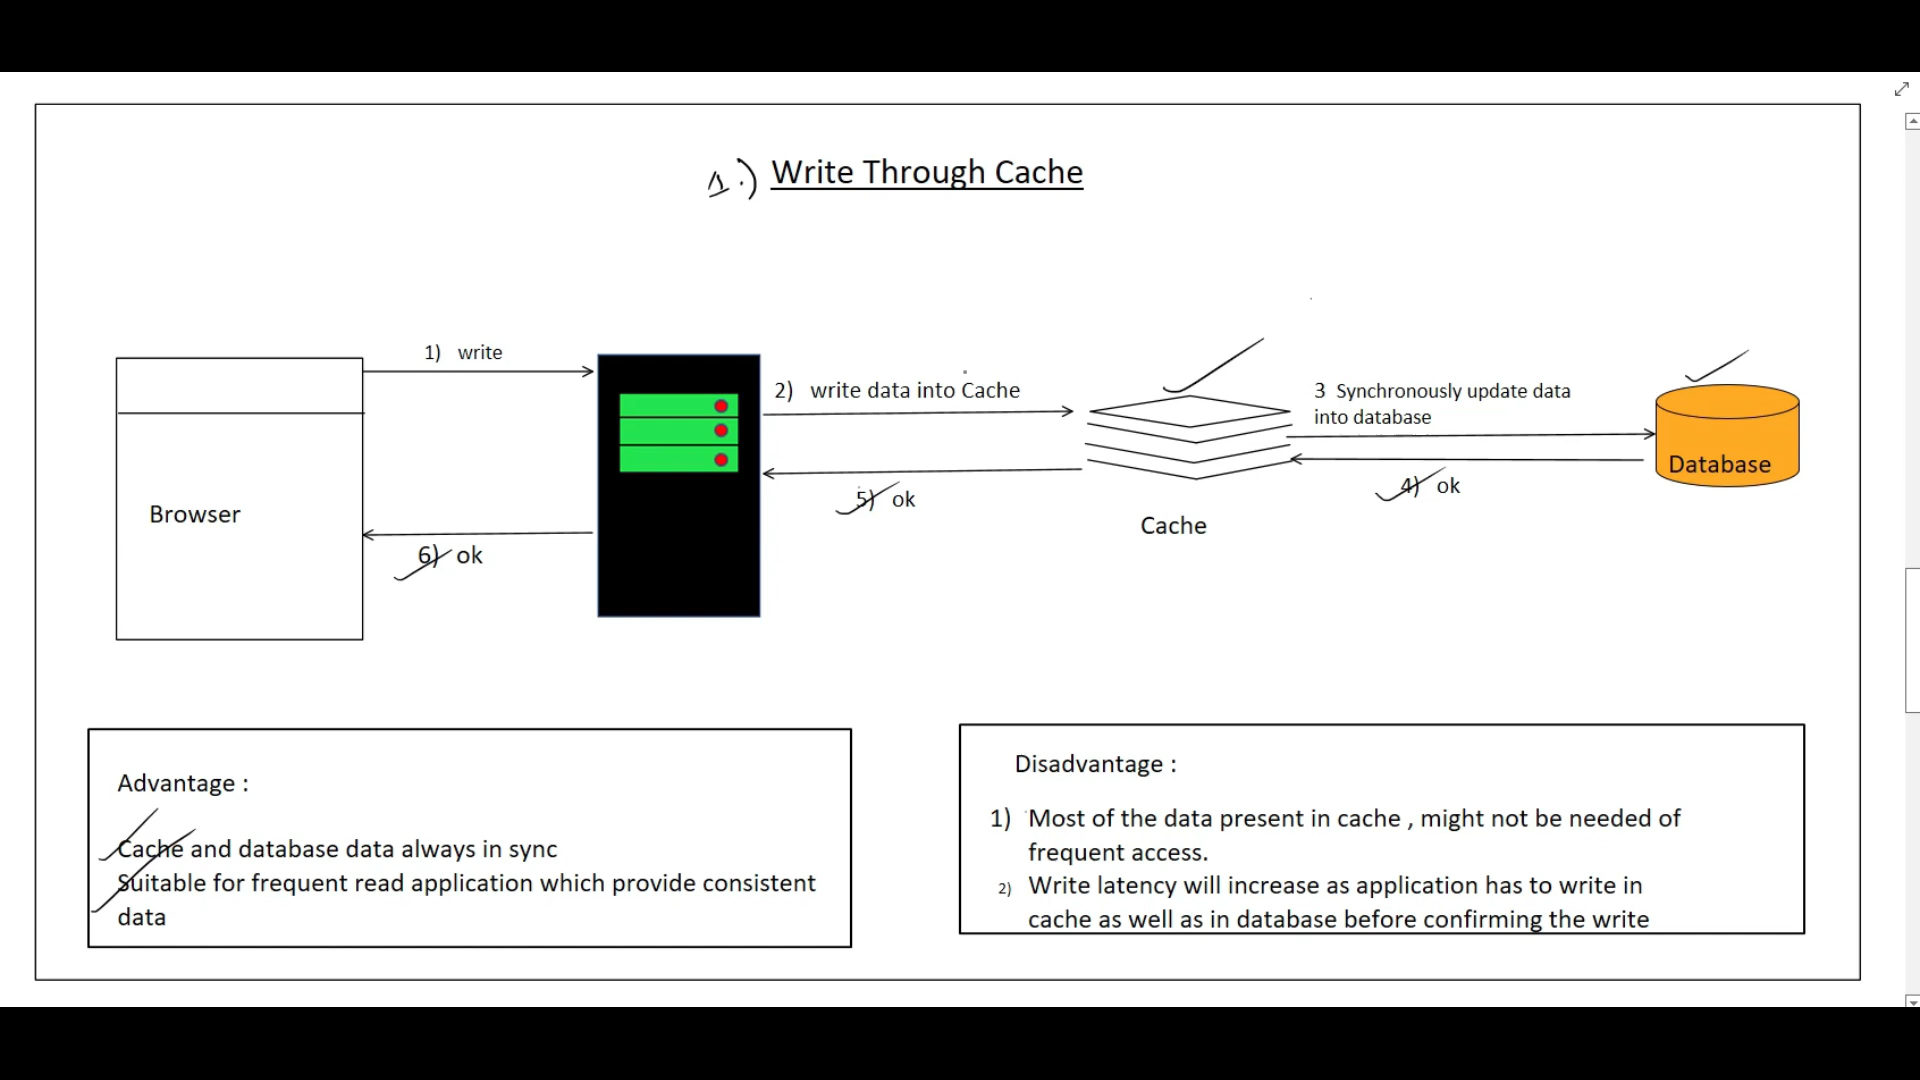 1.) Write Through Cache
1) write
2) write data into Cache
3 Synchronously update data
into database
Database
4) ok
5) ok
Cache
Browser
6) ok
Advantage :
Cache and database data always in sync
Suitable for frequent read application which provide consistent
data
Disadvantage :
1) Most of the data present in cache , might not be needed of
frequent access.
2) Write latency will increase as application has to write in
cache as well as in database before confirming the write